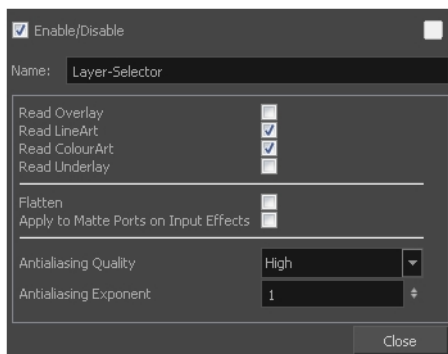 Enable/Disable
Name: Layer-Selector
Read Overlay
Read LineArt
Read ColourArt
Read Underlay
Flatten
Apply to Matte Ports on Input Effects
Antialiasing Quality High
Antialiasing Exponent 1
Close